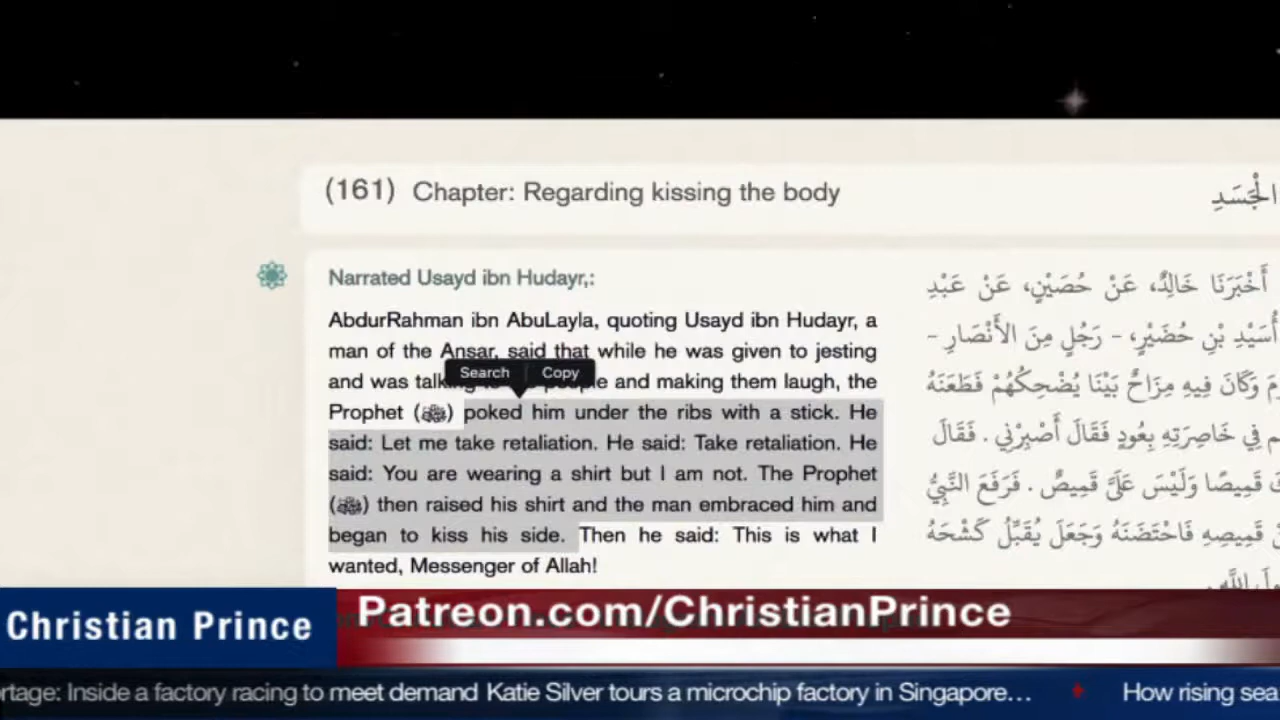 (161) Chapter: Regarding kissing the body
الْجَسَدِ
Narrated Usayd ibn Hudayr,:
AbdurRahman ibn AbuLayla, quoting Usayd ibn Hudayr, a
man of the Ansar, said that while he was given to jesting
Search Copy
and was and making them laugh, the
Prophet (ﷺ) poked him under the ribs with a stick. He
said: Let me take retaliation. He said: Take retaliation. He
said: You are wearing a shirt but I am not. The Prophet
(ﷺ) then raised his shirt and the man embraced him and
began to kiss his side. Then he said: This is what I
wanted, Messenger of Allah!
أَخْبَرَنَا خَالِدٌ، عَنْ حُصَيْنٍ، عَنْ عَبْدِ
أُسَيْدِ بْنِ حُضَيْرٍ، - رَجُلٍ مِنَ الأَنْصَارِ -
وَكَانَ فِيهِ مِزَاحٌ بَيْنَا يُضْحِكُهُمْ فَطَعَنَهُ
فِي خَاصِرَتِهِ بِعُودٍ فَقَالَ أَصْبِرْنِي . فَقَالَ
قَمِيصًا وَلَيْسَ عَلَىَّ قَمِيصٌ . فَرَفَعَ النَّبِيُّ
قَمِيصِهِ فَاحْتَضَنَهُ وَجَعَلَ يُقَبِّلُ كَشْحَهُ
اللَّهِ.
Christian Prince
Patreon.com/ChristianPrince
rtage: Inside a factory racing to meet demand Katie Silver tours a microchip factory in Singapore... How rising sea